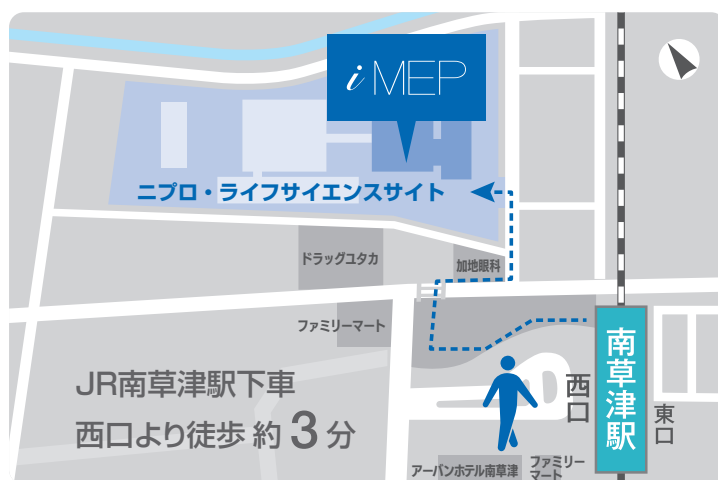 i MEP
ニプロ・ライフサイエンスサイト
ドラッグユタカ
加地眼科
ファミリーマート
JR南草津駅下車
西口より徒歩 約 3 分
西口
南草津駅
東口
アーバンホテル南草津
ファミリー
マート